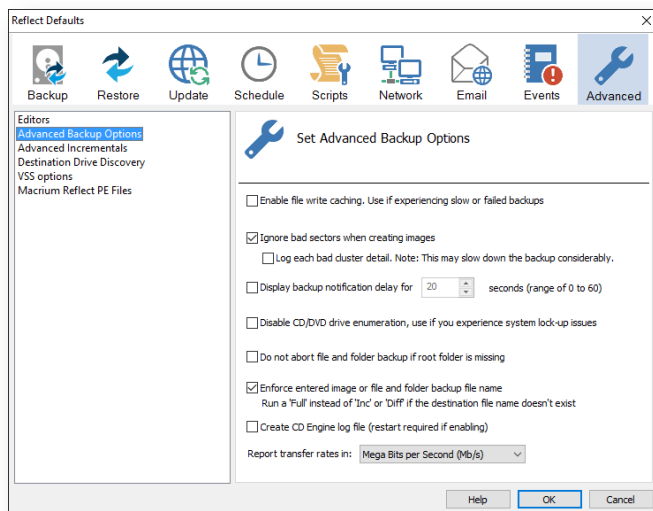 Reflect Defaults
Backup
Restore
Update
Schedule
Scripts
Network
Email
Events
Advanced
Editors
Advanced Backup Options
Advanced Incrementals
Destination Drive Discovery
VSS options
Macrium Reflect PE Files
Set Advanced Backup Options
Enable file write caching. Use if experiencing slow or failed backups
Ignore bad sectors when creating images
Log each bad cluster detail. Note: This may slow down the backup considerably.
Display backup notification delay for 20 seconds (range of 0 to 60)
Disable CD/DVD drive enumeration, use if you experience system lock-up issues
Do not abort file and folder backup if root folder is missing
Enforce entered image or file and folder backup file name
Run a 'Full' instead of 'Inc' or 'Diff' if the destination file name doesn't exist
Create CD Engine log file (restart required if enabling)
Report transfer rates in: Mega Bits per Second (Mb/s)
Help
OK
Cancel